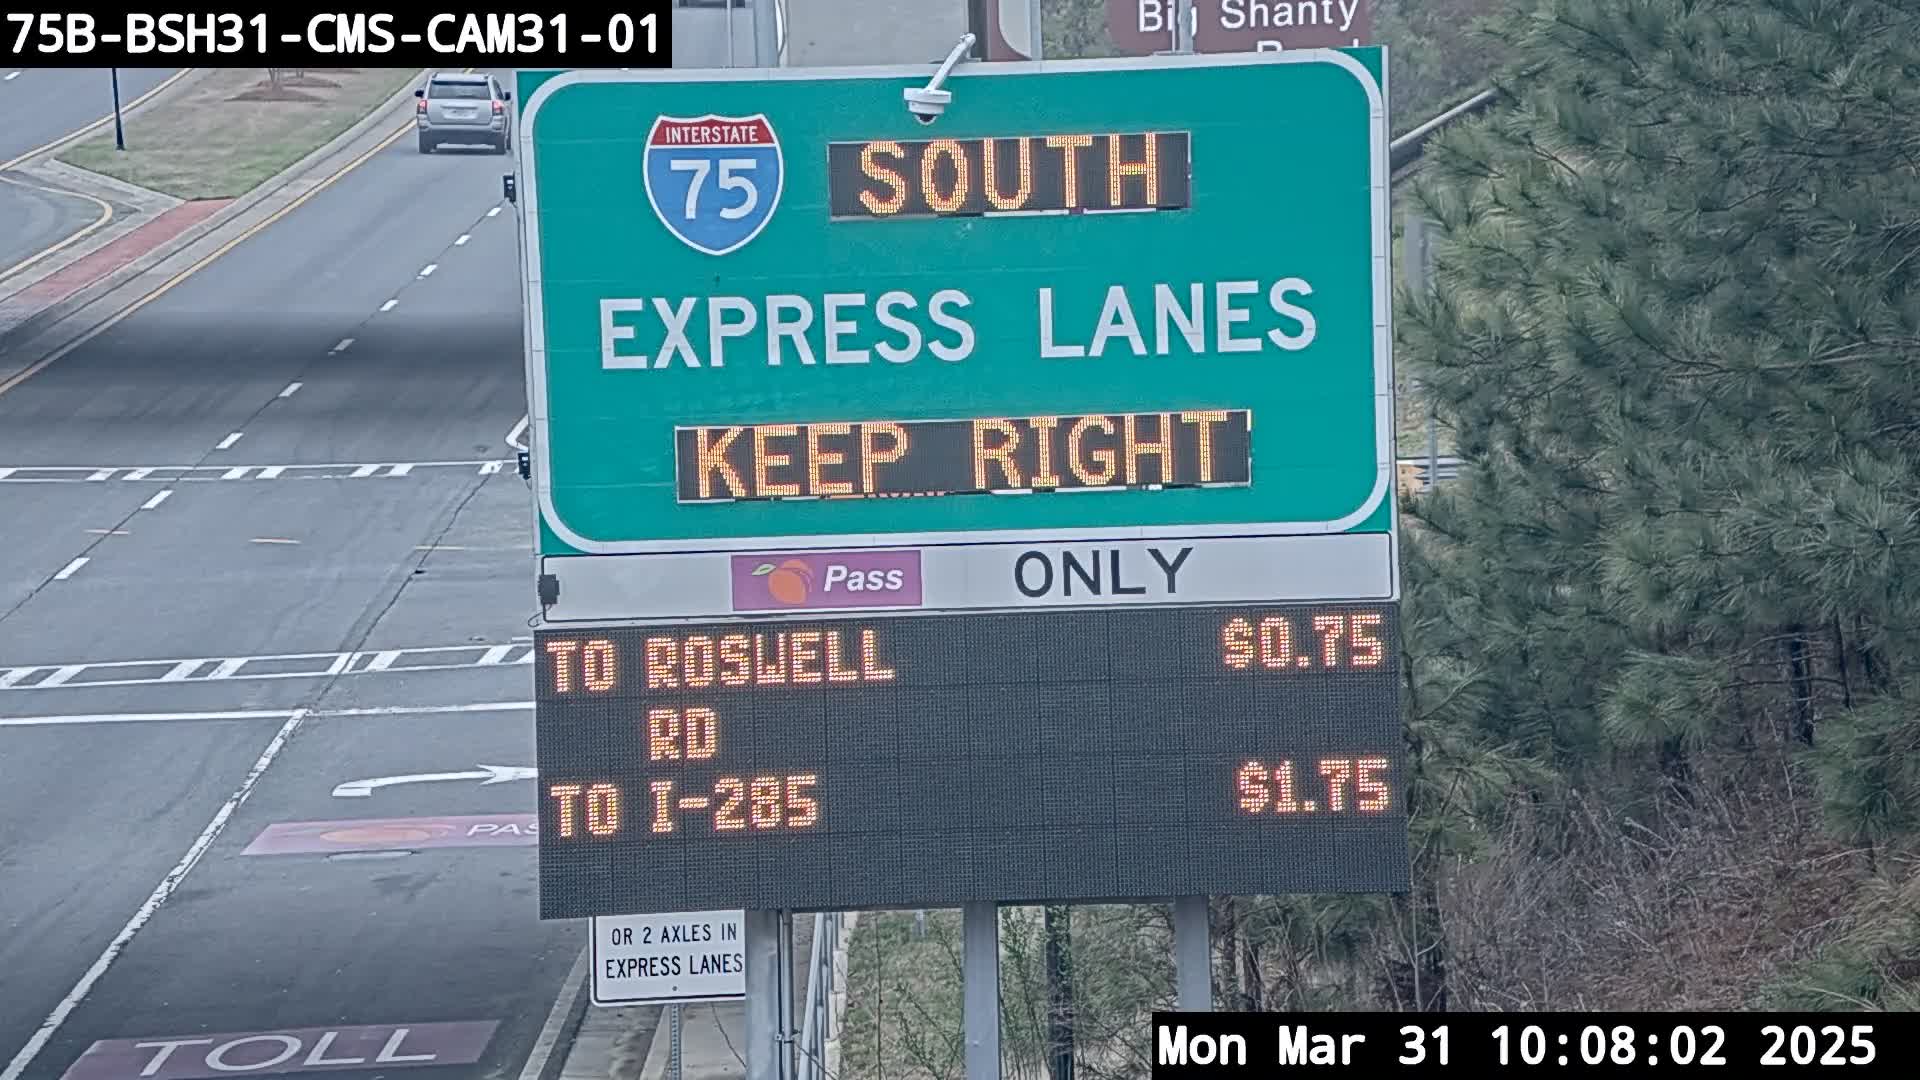 75B-BSH31-CMS-CAM31-01
Big Shanty
INTERSTATE
75
SOUTH
EXPRESS LANES
KEEP RIGHT
Pass ONLY
TO ROSWELL $0.75
RD
TO I-285 $1.75
OR 2 AXLES IN
EXPRESS LANES
TOLL
Mon Mar 31 10:08:02 2025